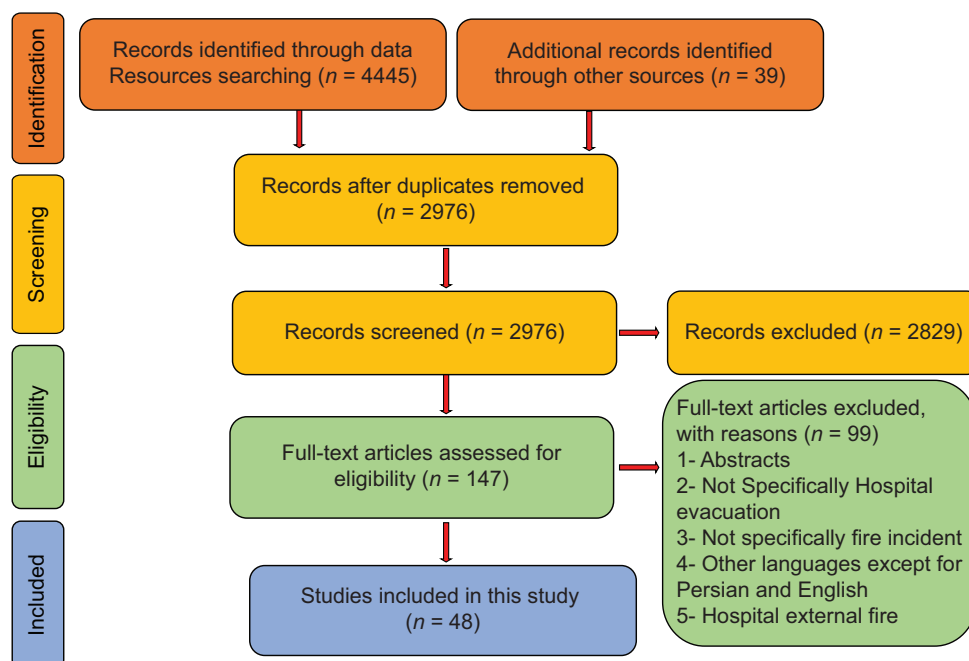 Identification
Records identified through data
Resources searching (n = 4445)
Additional records identified
through other sources (n = 39)
Screening
Records after duplicates removed
(n = 2976)
Records screened (n = 2976)
Records excluded (n = 2829)
Eligibility
Full-text articles assessed for
eligibility (n = 147)
Full-text articles excluded,
with reasons (n = 99)
1- Abstracts
2- Not Specifically Hospital
evacuation
3- Not specifically fire incident
4- Other languages except for
Persian and English
5- Hospital external fire
Included
Studies included in this study
(n = 48)